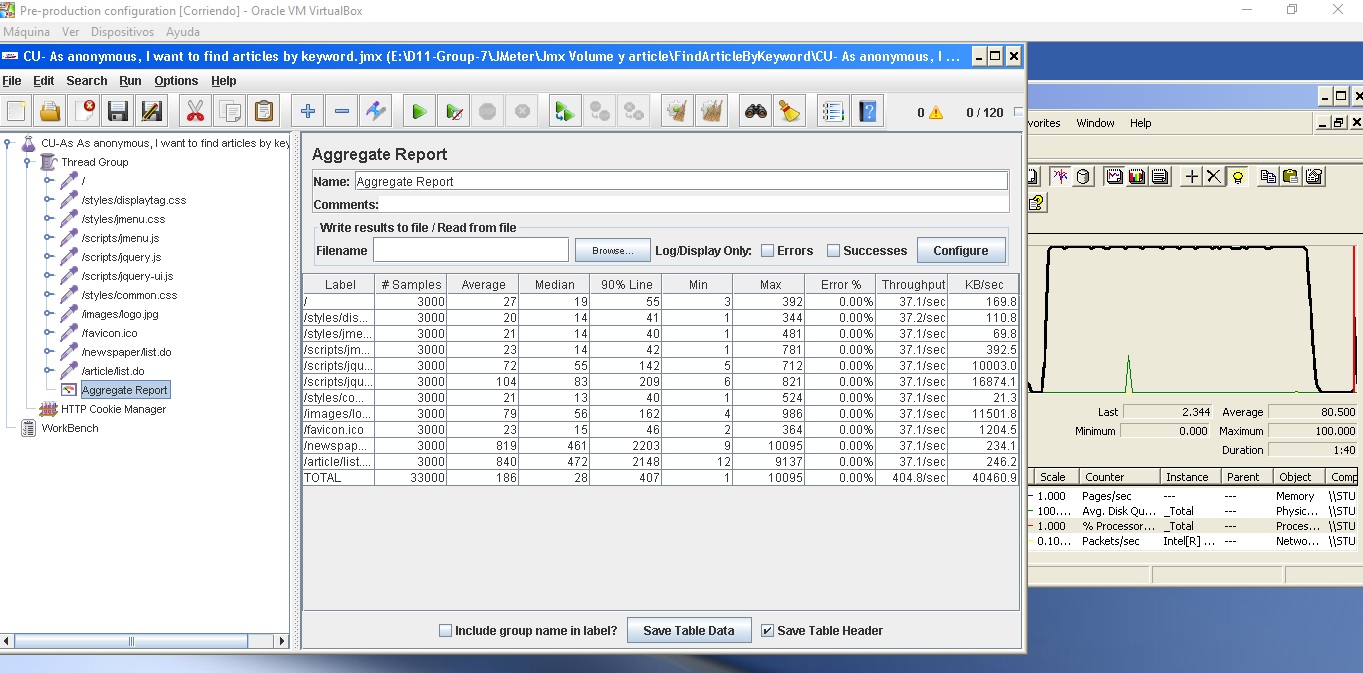 Pre-production configuration [Corriendo] - Oracle VM VirtualBox
Máquina Ver Dispositivos Ayuda
CU- As anonymous, I want to find articles by keyword.jmx (E:\D11-Group-7\JMeter\Jmx Volume y article\FindArticleByKeyword\CU- As anonymous, I ...
File Edit Search Run Options Help
0 0 / 120
CU-As As anonymous, I want to find articles by key
Thread Group
/
/styles/displaytag.css
/styles/jmenu.css
/scripts/jmenu.js
/scripts/jquery.js
/scripts/jquery-ui.js
/styles/common.css
/images/logo.jpg
/favicon.ico
/newspaper/list.do
/article/list.do
Aggregate Report
HTTP Cookie Manager
WorkBench
Aggregate Report
Name: Aggregate Report
Comments:
Write results to file / Read from file
Filename Browse... Log/Display Only: Errors Successes Configure
Label # Samples Average Median 90% Line Min Max Error % Throughput KB/sec
/ 3000 27 19 55 3 392 0.00% 37.1/sec 169.8
/styles/dis... 3000 20 14 41 1 344 0.00% 37.2/sec 110.8
/styles/jme... 3000 21 14 40 1 481 0.00% 37.1/sec 69.8
/scripts/jm... 3000 23 14 42 1 781 0.00% 37.1/sec 392.5
/scripts/jqu... 3000 72 55 142 5 712 0.00% 37.1/sec 10003.0
/scripts/jqu... 3000 104 83 209 6 821 0.00% 37.1/sec 16874.1
/styles/co... 3000 21 13 40 1 524 0.00% 37.1/sec 21.3
/images/lo... 3000 79 56 162 4 986 0.00% 37.1/sec 11501.8
/favicon.ico 3000 23 15 46 2 364 0.00% 37.1/sec 1204.5
/newspap... 3000 819 461 2203 9 10095 0.00% 37.1/sec 234.1
/article/list.... 3000 840 472 2148 12 9137 0.00% 37.1/sec 246.2
TOTAL 33000 186 28 407 1 10095 0.00% 404.8/sec 40460.9
Include group name in label? Save Table Data Save Table Header
vorites Window Help
Last 2.344 Average 80.500
Minimum 0.000 Maximum 100.000
Duration 1:40
Scale Counter Instance Parent Object Comp
1.000 Pages/sec --- --- Memory \\STU
100.... Avg. Disk Qu... _Total --- Physic... \\STU
1.000 % Processor... _Total --- Proces... \\STU
0.10... Packets/sec Intel[R] ... --- Netwo... \\STU